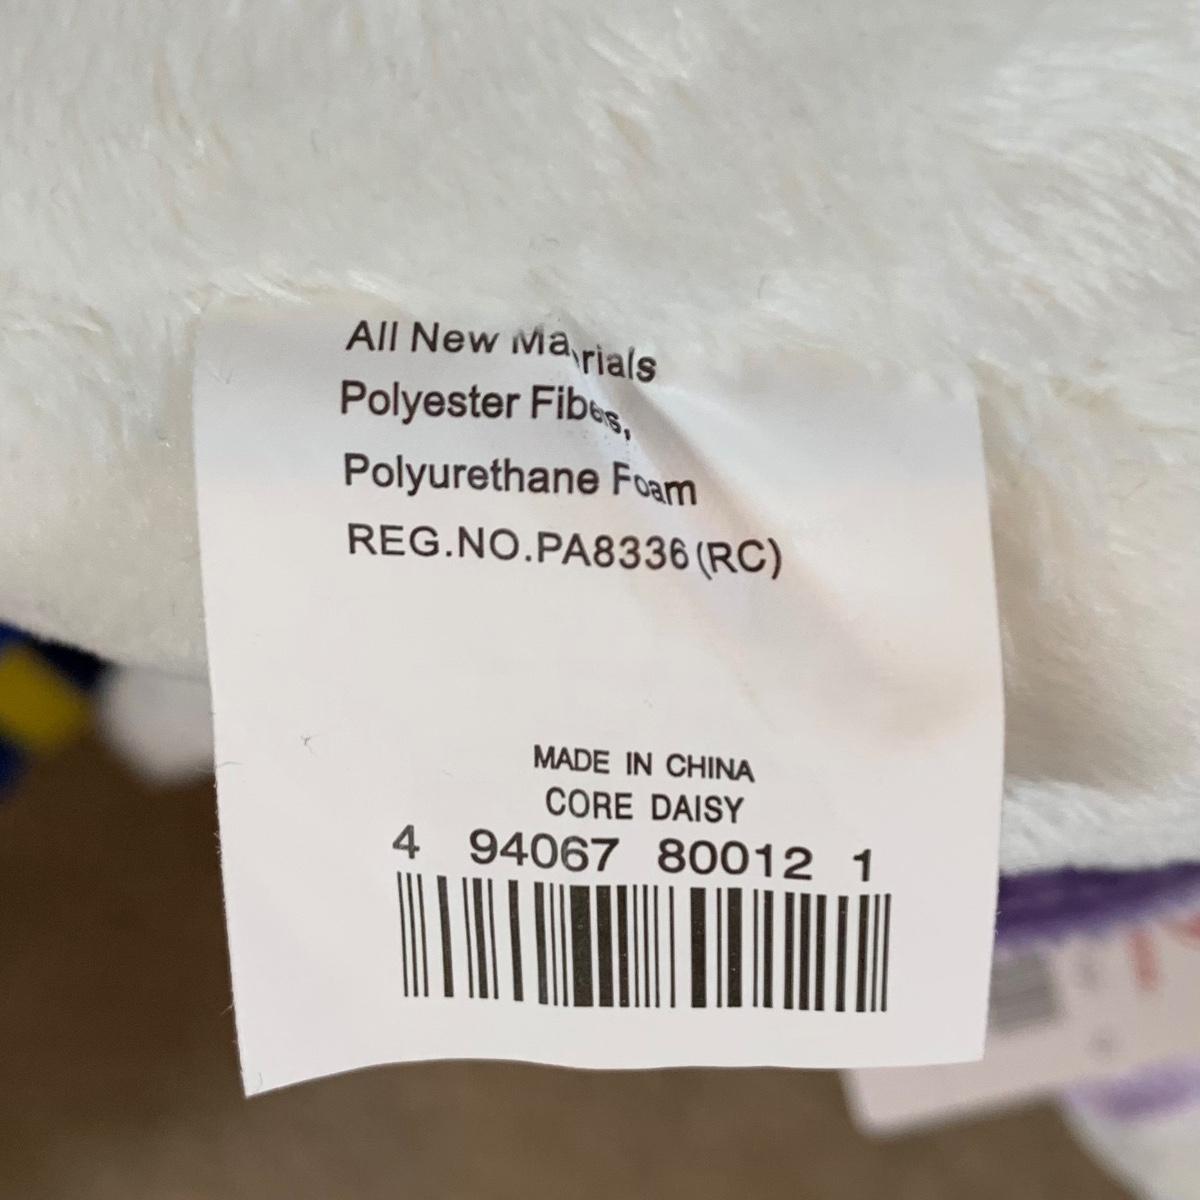 All New Materials
Polyester Fibers,
Polyurethane Foam
REG.NO.PA8336(RC)
MADE IN CHINA
CORE DAISY
4 94067 80012 1